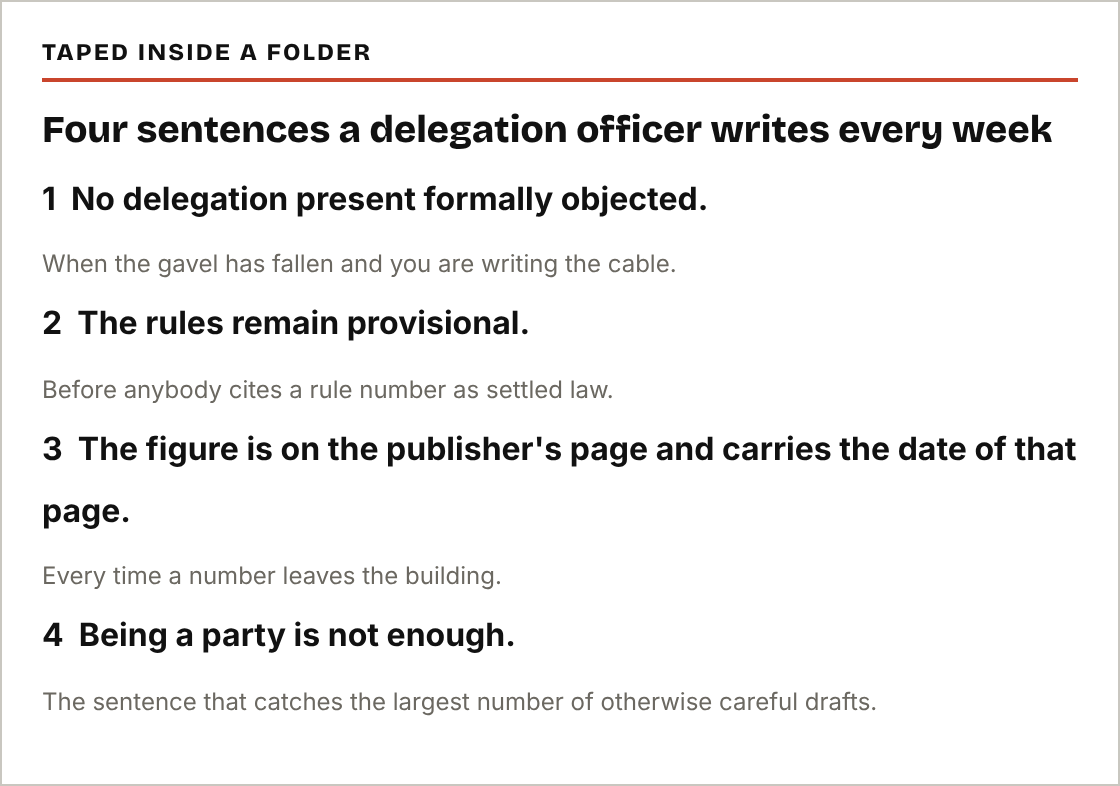 TAPED INSIDE A FOLDER
Four sentences a delegation officer writes every week
1 No delegation present formally objected.
When the gavel has fallen and you are writing the cable.
2 The rules remain provisional.
Before anybody cites a rule number as settled law.
3 The figure is on the publisher's page and carries the date of that
page.
Every time a number leaves the building.
4 Being a party is not enough.
The sentence that catches the largest number of otherwise careful drafts.